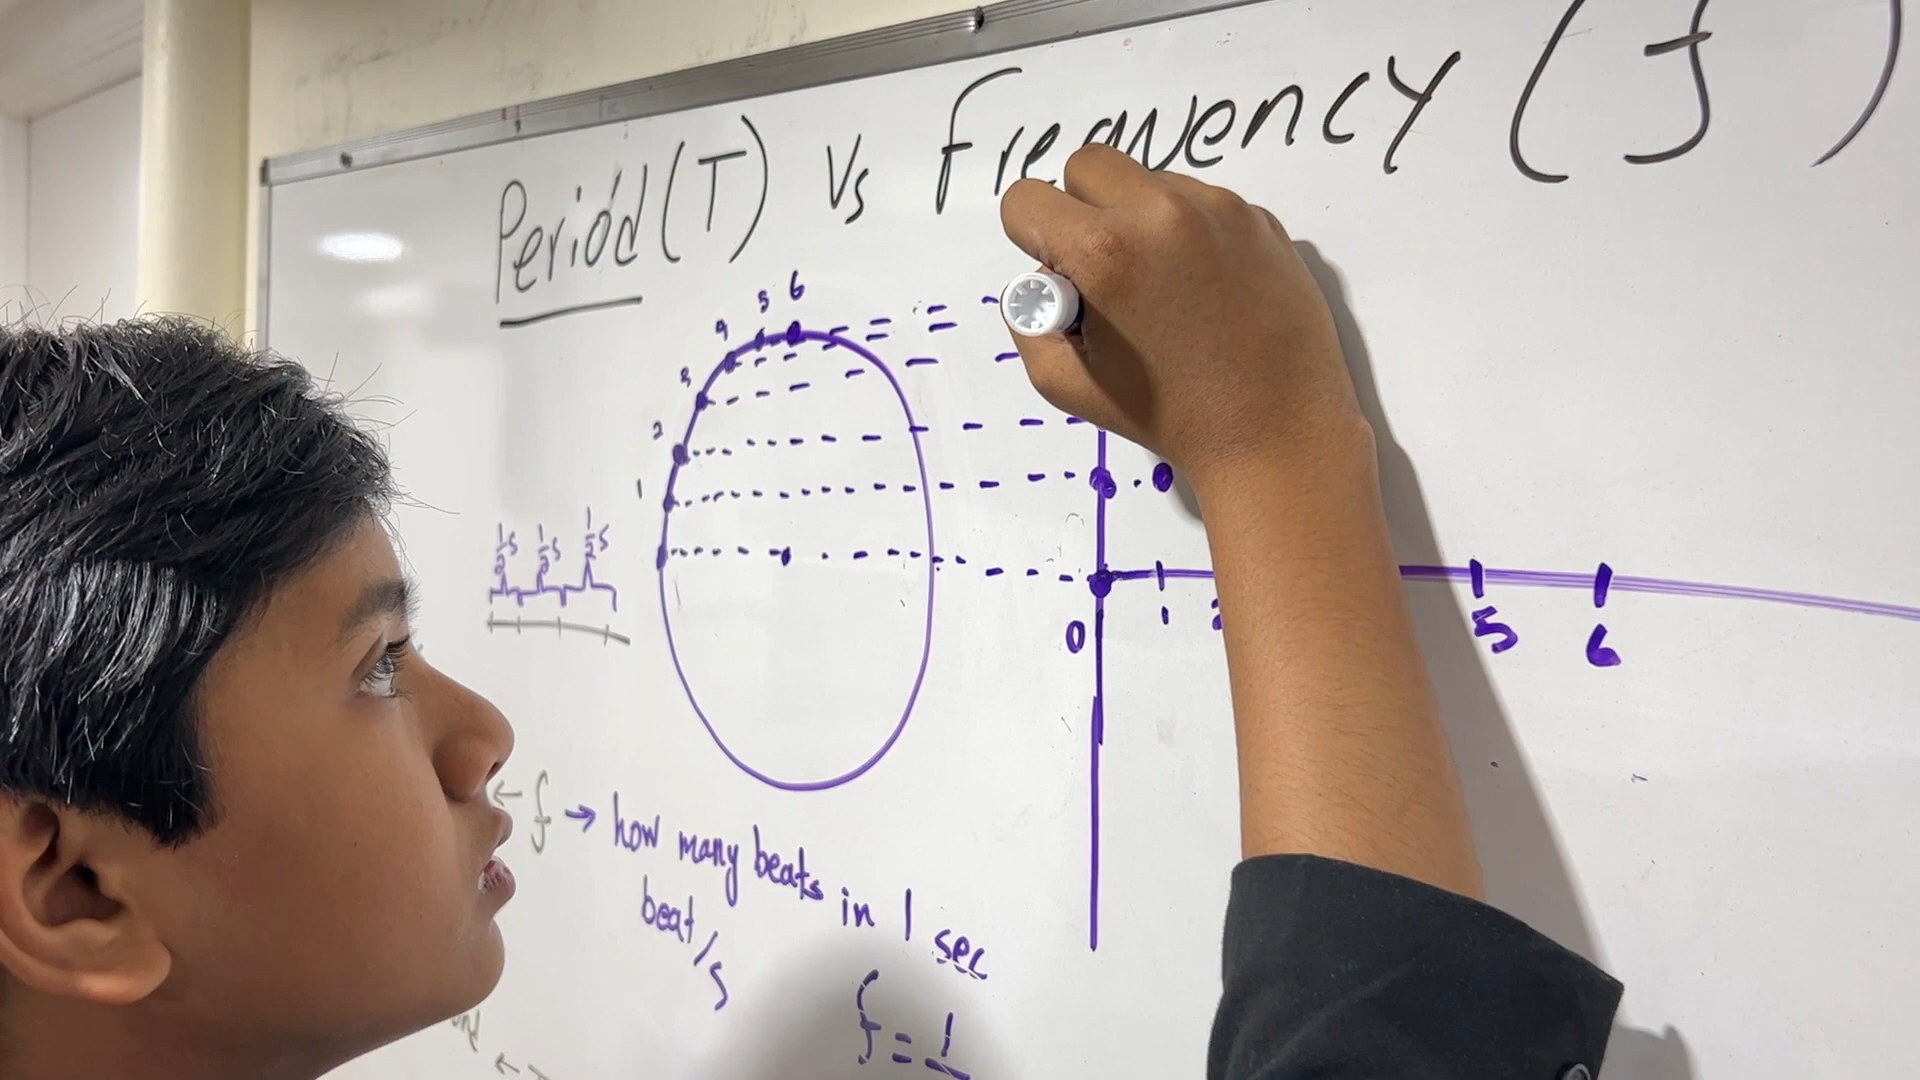 Period (T) Vs Frequency (f)
6
5
4
3
2
1
1/2 s 1/2 s 1/2 s
0 1 5 6
← f → how many beats in 1 sec
beat/s
f = 1